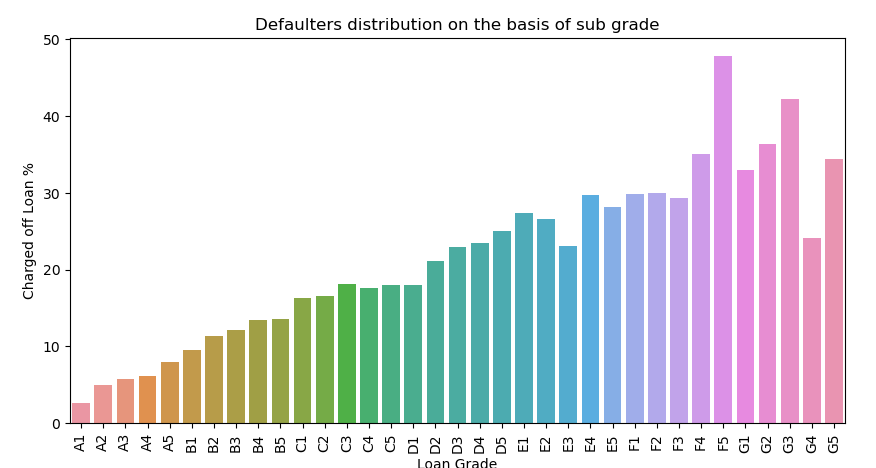 Defaulters distribution on the basis of sub grade
Charged off Loan %
50
40
30
20
10
0
A1 A2 A3 A4 A5 B1 B2 B3 B4 B5 C1 C2 C3 C4 C5 D1 D2 D3 D4 D5 E1 E2 E3 E4 E5 F1 F2 F3 F4 F5 G1 G2 G3 G4 G5
Loan Grade